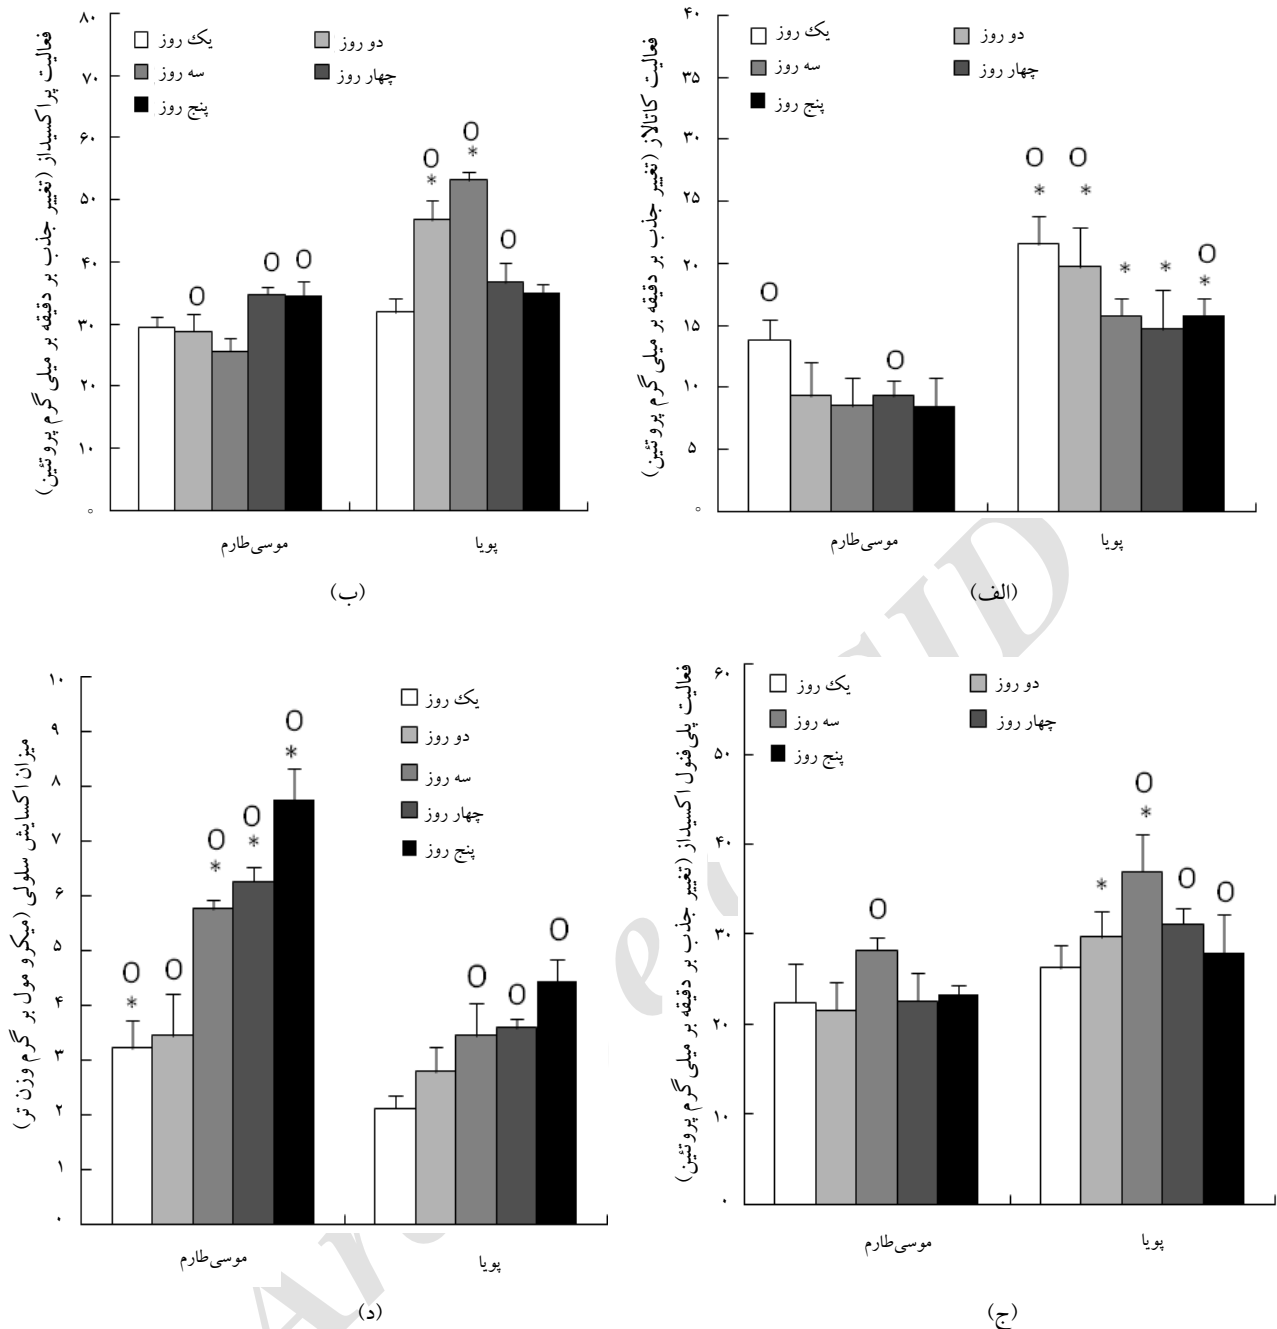 فعالیت کاتالاز (تغییر جذب بر دقیقه بر میلی گرم پروتئین)
۴۰
۳۵
۳۰
۲۵
۲۰
۱۵
۱۰
۵
۰
یک روز
دو روز
سه روز
چهار روز
پنج روز
O
O
O
O
O
*
*
*
*
*
موسی‌طارم
پویا
(الف)
فعالیت پراکسیداز (تغییر جذب بر دقیقه بر میلی گرم پروتئین)
۸۰
۷۰
۶۰
۵۰
۴۰
۳۰
۲۰
۱۰
۰
یک روز
دو روز
سه روز
چهار روز
پنج روز
O
O
O
O
O
O
*
*
موسی‌طارم
پویا
(ب)
فعالیت پلی‌فنول اکسیداز (تغییر جذب بر دقیقه بر میلی گرم پروتئین)
۶۰
۵۰
۴۰
۳۰
۲۰
۱۰
۰
یک روز
دو روز
سه روز
چهار روز
پنج روز
O
O
O
O
*
*
موسی‌طارم
پویا
(ج)
میزان اکسایش سلولی (میکرو مول بر گرم وزن تر)
۱۰
۹
۸
۷
۶
۵
۴
۳
۲
۱
۰
یک روز
دو روز
سه روز
چهار روز
پنج روز
O
O
O
O
O
O
O
O
*
*
*
*
موسی‌طارم
پویا
(د)